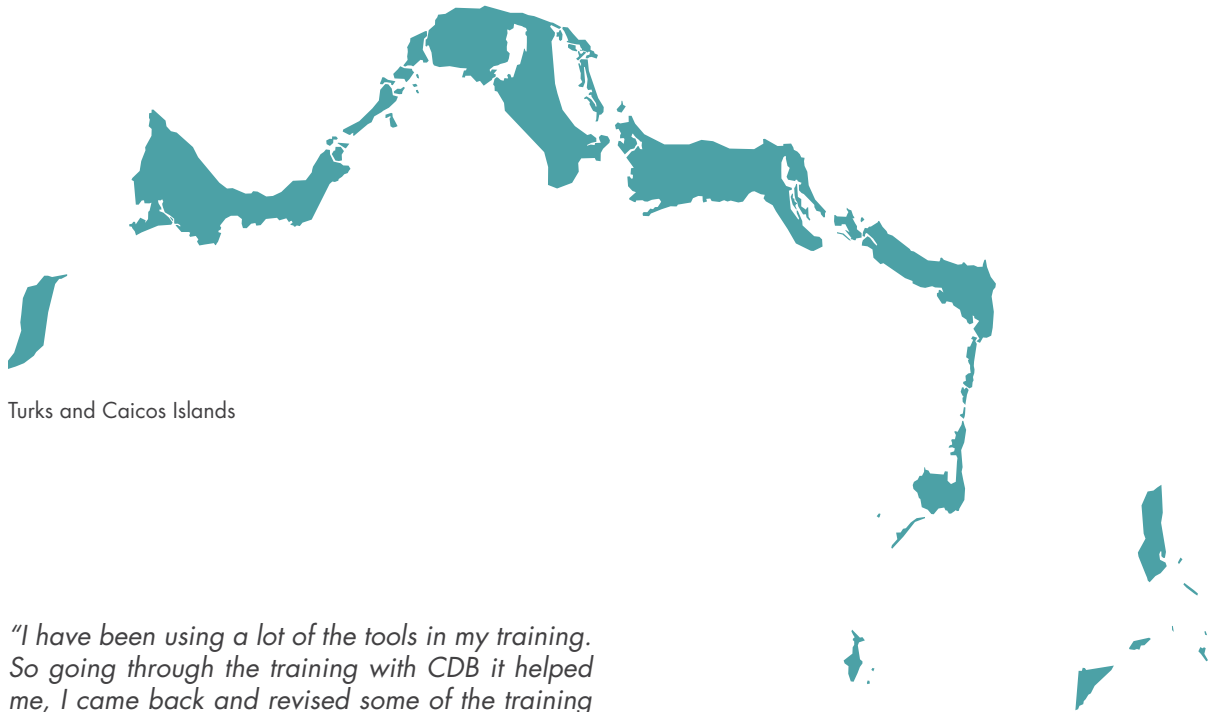 Turks and Caicos Islands
“I have been using a lot of the tools in my training.
So going through the training with CDB it helped
me, I came back and revised some of the training